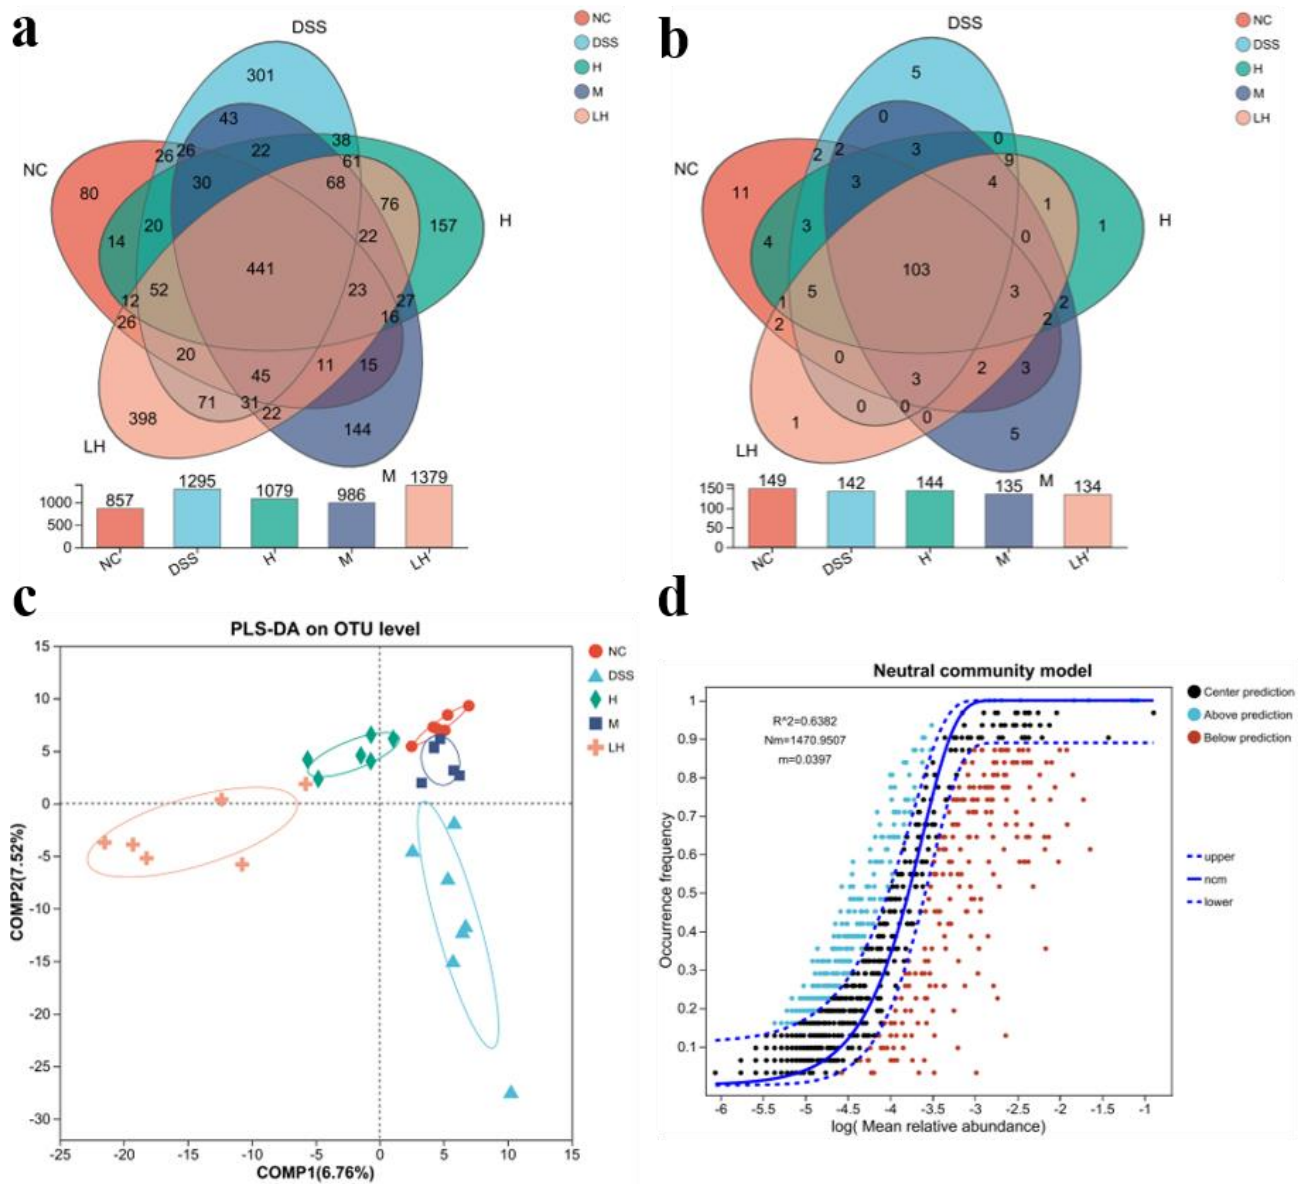 a
DSS
NC
DSS
H
M
LH
301
43
38
26
26
22
61
NC
30
68
80
76
20
157
H
14
22
441
52
23
12
27
26
16
20
11
15
45
71
31
22
398
144
LH
M
1000
500
0
857
1295
1079
986
1379
NC
DSS
H
M
LH
b
DSS
NC
DSS
H
M
LH
5
0
0
2
2
3
9
NC
3
4
11
1
3
1
H
4
0
103
5
3
1
2
2
2
0
2
3
3
0
0
0
1
5
LH
M
150
100
50
0
149
142
144
135
134
NC
DSS
H
M
LH
c
PLS-DA on OTU level
NC
DSS
H
M
LH
15
10
5
0
-5
-10
-15
-20
-25
-30
COMP2(7.52%)
-25
-20
-15
-10
-5
0
5
10
15
COMP1(6.76%)
d
Neutral community model
R^2=0.6382
Nm=1470.9507
m=0.0397
Center prediction
Above prediction
Below prediction
upper
ncm
lower
1
0.9
0.8
0.7
0.6
0.5
0.4
0.3
0.2
0.1
Occurrence frequency
-6
-5.5
-5
-4.5
-4
-3.5
-3
-2.5
-2
-1.5
-1
log( Mean relative abundance)